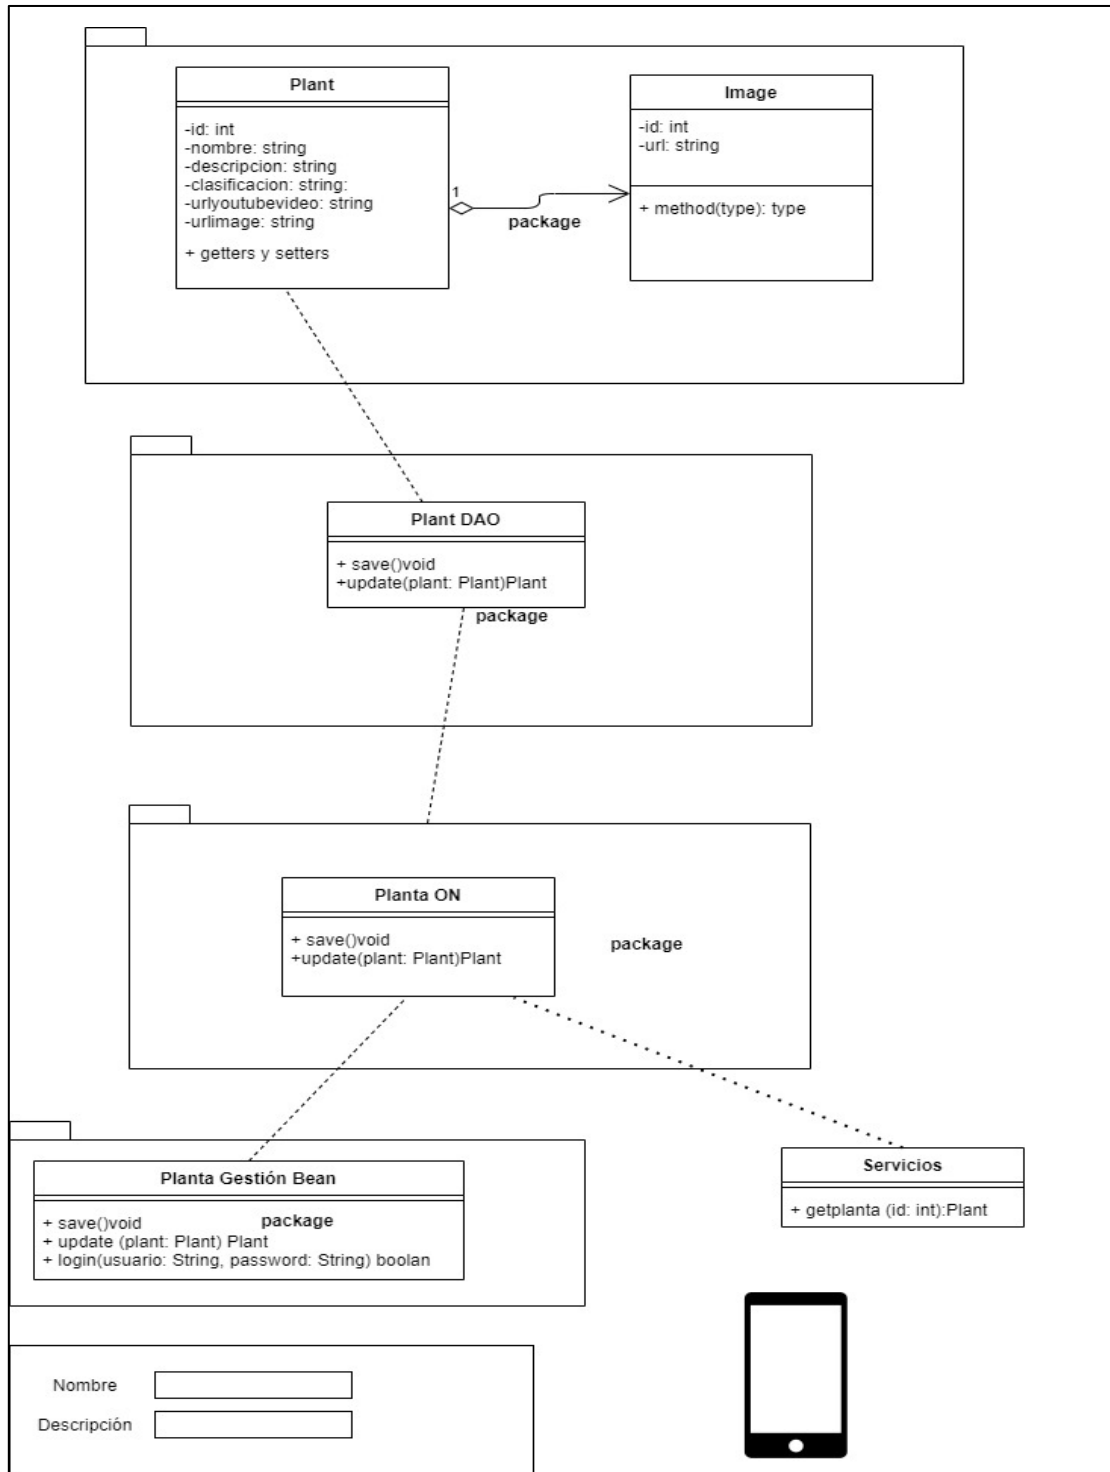 Plant
-id: int
-nombre: string
-descripcion: string
-clasificacion: string:
-urlyoutubevideo: string
-urlimage: string
+ getters y setters
1
package
Image
-id: int
-url: string
+ method(type): type
Plant DAO
+ save()void
+update(plant: Plant)Plant
package
Planta ON
+ save()void
+update(plant: Plant)Plant
package
Planta Gestión Bean
+ save()void
package
+ update (plant: Plant) Plant
+ login(usuario: String, password: String) boolan
Servicios
+ getplanta (id: int):Plant
Nombre
Descripción